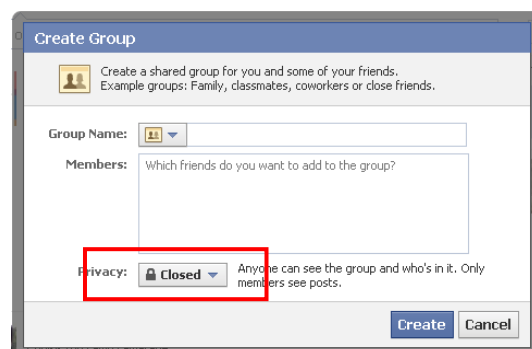 Create Group
Create a shared group for you and some of your friends.
Example groups: Family, classmates, coworkers or close friends.
Group Name:
Members: Which friends do you want to add to the group?
Privacy: Closed Anyone can see the group and who's in it. Only
members see posts.
Create Cancel